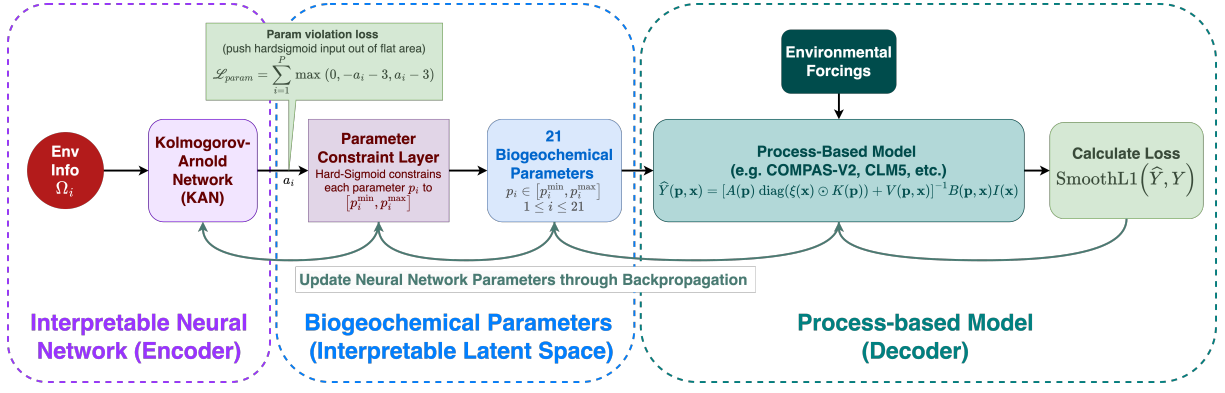 Param violation loss
(push hardsigmoid input out of flat area)
ℒ_param = ∑_{i=1}^{P} max (0, −a_i − 3, a_i − 3)
Environmental
Forcings
Env
Info
Ω_i
Kolmogorov-
Arnold
Network
(KAN)
a_i
Parameter
Constraint Layer
Hard-Sigmoid constrains
each parameter p_i to
[p_i^min, p_i^max]
21
Biogeochemical
Parameters
p_i ∈ [p_i^min, p_i^max]
1 ≤ i ≤ 21
Process-Based Model
(e.g. COMPAS-V2, CLM5, etc.)
Ŷ(p, x) = [A(p) diag(ξ(x) ⊙ K(p)) + V(p, x)]^{−1} B(p, x)I(x)
Calculate Loss
SmoothL1(Ŷ, Y)
Update Neural Network Parameters through Backpropagation
Interpretable Neural
Network (Encoder)
Biogeochemical Parameters
(Interpretable Latent Space)
Process-based Model
(Decoder)